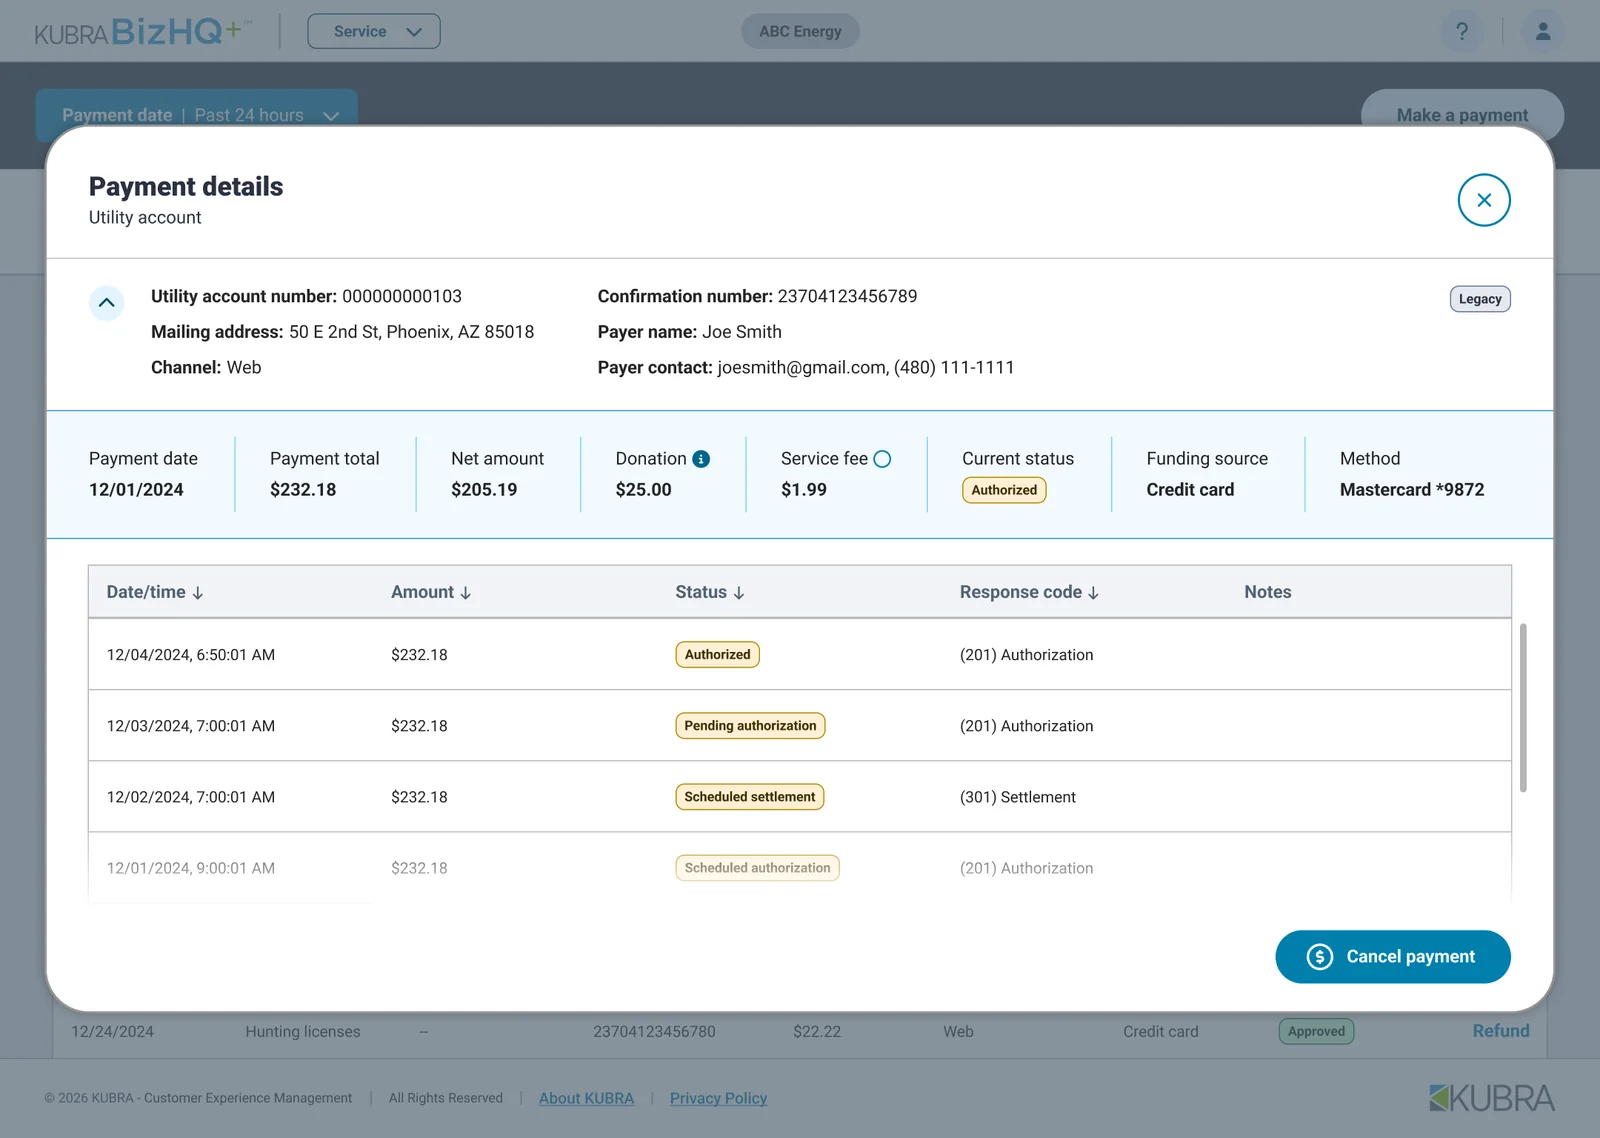 KUBRA BizHQ+™
Service
ABC Energy
?
Payment date | Past 24 hours
Make a payment
Payment details
Utility account
Utility account number: 000000000103
Confirmation number: 23704123456789
Legacy
Mailing address: 50 E 2nd St, Phoenix, AZ 85018
Payer name: Joe Smith
Channel: Web
Payer contact: joesmith@gmail.com, (480) 111-1111
Payment date Payment total Net amount Donation Service fee Current status Funding source Method
12/01/2024 $232.18 $205.19 $25.00 $1.99 Authorized Credit card Mastercard *9872
Date/time ↓ Amount ↓ Status ↓ Response code ↓ Notes
12/04/2024, 6:50:01 AM $232.18 Authorized (201) Authorization
12/03/2024, 7:00:01 AM $232.18 Pending authorization (201) Authorization
12/02/2024, 7:00:01 AM $232.18 Scheduled settlement (301) Settlement
12/01/2024, 9:00:01 AM $232.18 Scheduled authorization (201) Authorization
$ Cancel payment
12/24/2024 Hunting licenses -- 23704123456780 $22.22 Web Credit card Approved Refund
© 2026 KUBRA - Customer Experience Management | All Rights Reserved | About KUBRA | Privacy Policy
KUBRA